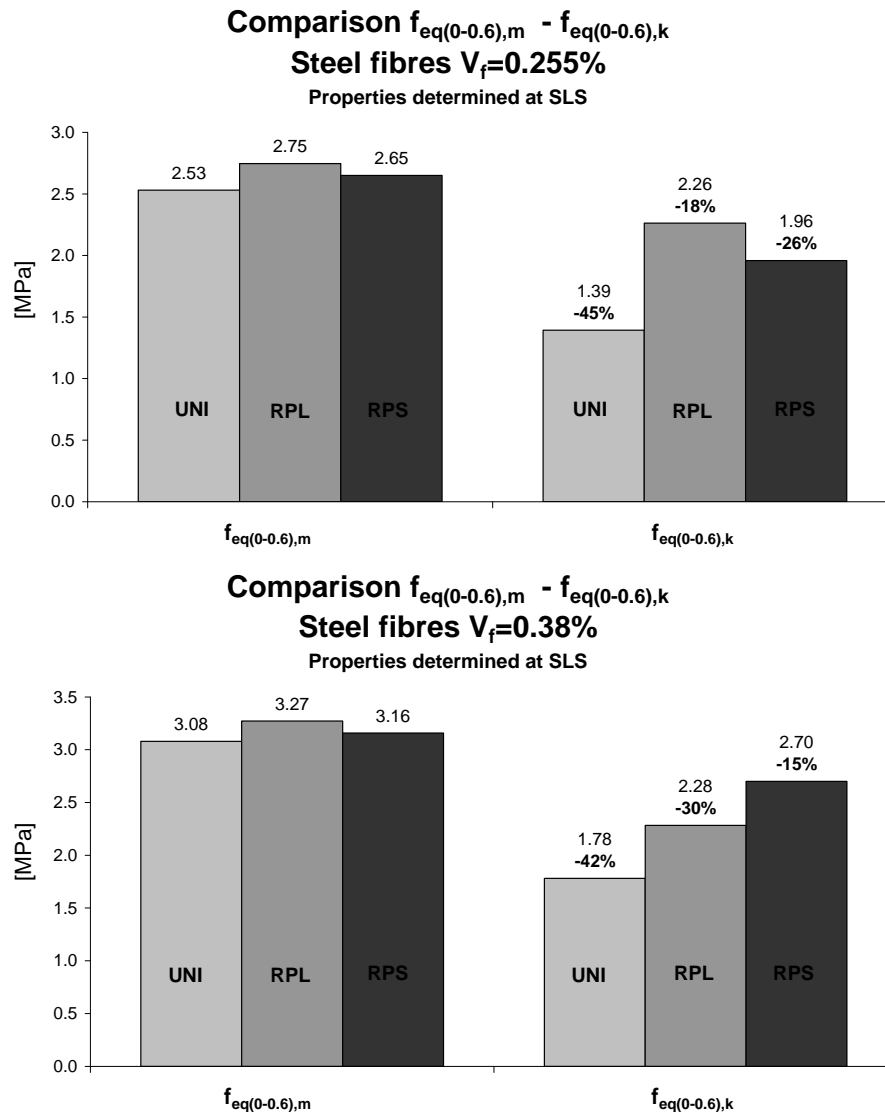 Comparison feq(0-0.6),m - feq(0-0.6),k
Steel fibres Vf=0.255%
Properties determined at SLS
[MPa]
3.0
2.5
2.0
1.5
1.0
0.5
0.0
2.53
2.75
2.65
UNI
RPL
RPS
1.39
-45%
2.26
-18%
1.96
-26%
UNI
RPL
RPS
feq(0-0.6),m
feq(0-0.6),k
Comparison feq(0-0.6),m - feq(0-0.6),k
Steel fibres Vf=0.38%
Properties determined at SLS
[MPa]
3.5
3.0
2.5
2.0
1.5
1.0
0.5
0.0
3.08
3.27
3.16
UNI
RPL
RPS
1.78
-42%
2.28
-30%
2.70
-15%
UNI
RPL
RPS
feq(0-0.6),m
feq(0-0.6),k